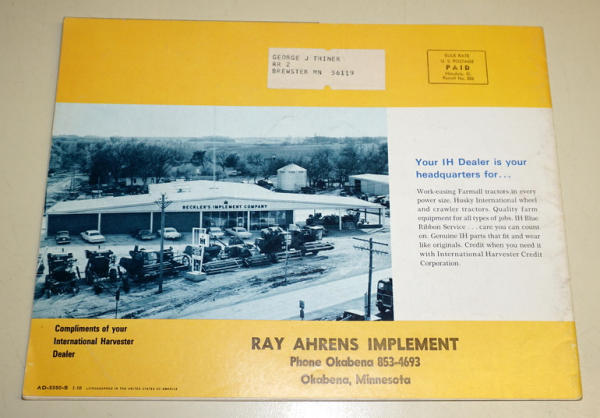 GEORGE J THINER
RR 2
BREWSTER MN 56119
BULK RATE
U. S. POSTAGE
PAID
BECKLER'S IMPLEMENT COMPANY
Your IH Dealer is your
headquarters for...
Work-easing Farmall tractors in every
power size. Husky International wheel
and crawler tractors. Quality farm
equipment for all types of jobs. IH Blue
Ribbon Service . . . care you can count
on. Genuine IH parts that fit and wear
like originals. Credit when you need it
with International Harvester Credit
Corporation.
Compliments of your
International Harvester
Dealer
RAY AHRENS IMPLEMENT
Phone Okabena 853-4693
Okabena, Minnesota
LITHOGRAPHED IN THE UNITED STATES OF AMERICA